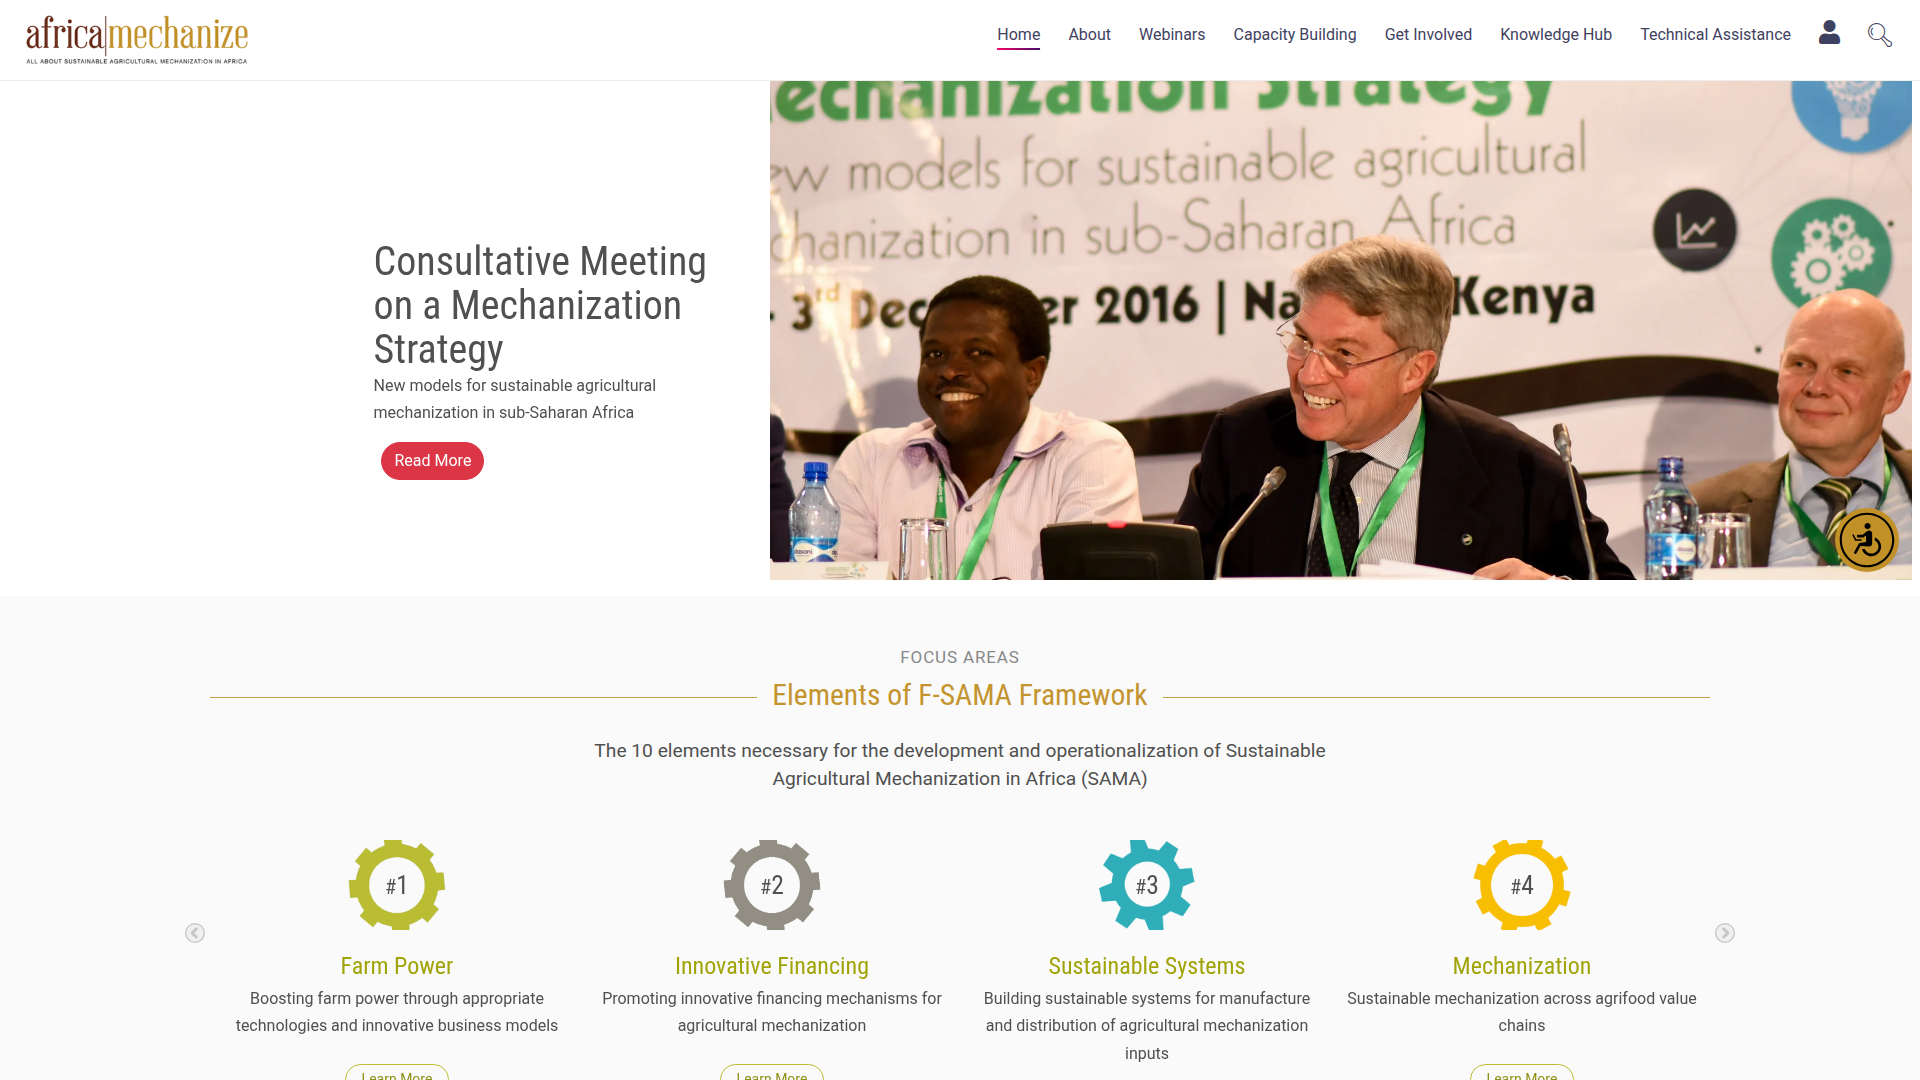 africa|mechanize
ALL ABOUT SUSTAINABLE AGRICULTURAL MECHANIZATION IN AFRICA
Home
About
Webinars
Capacity Building
Get Involved
Knowledge Hub
Technical Assistance
echanization Strategy
ew models for sustainable agricultural
chanization in sub-Saharan Africa
3rd Dec er 2016 | Na Kenya
Consultative Meeting
on a Mechanization
Strategy
New models for sustainable agricultural
mechanization in sub-Saharan Africa
Read More
FOCUS AREAS
Elements of F-SAMA Framework
The 10 elements necessary for the development and operationalization of Sustainable
Agricultural Mechanization in Africa (SAMA)
#1
Farm Power
Boosting farm power through appropriate
technologies and innovative business models
Learn More
#2
Innovative Financing
Promoting innovative financing mechanisms for
agricultural mechanization
Learn More
#3
Sustainable Systems
Building sustainable systems for manufacture
and distribution of agricultural mechanization
inputs
#4
Mechanization
Sustainable mechanization across agrifood value
chains
Learn More